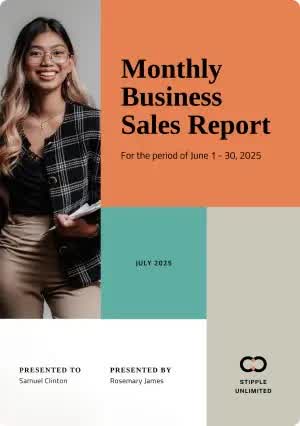 Monthly
Business
Sales Report
For the period of June 1 - 30, 2025
JULY 2025
PRESENTED TO
Samuel Clinton
PRESENTED BY
Rosemary James
STIPPLE
UNLIMITED